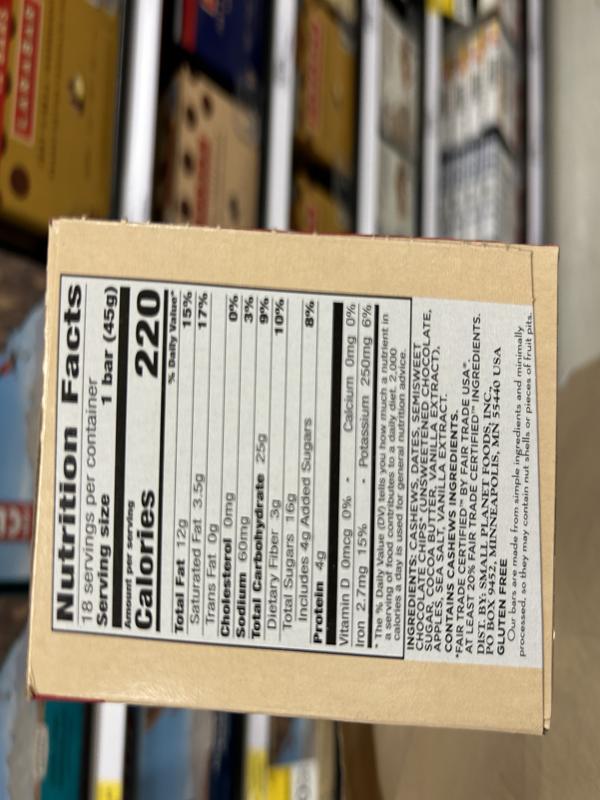 Nutrition Facts
18 servings per container
Serving size 1 bar (45g)
Amount per serving
Calories 220
% Daily Value*
Total Fat 12g 15%
Saturated Fat 3.5g 17%
Trans Fat 0g
Cholesterol 0mg 0%
Sodium 60mg 3%
Total Carbohydrate 25g 9%
Dietary Fiber 3g 10%
Total Sugars 16g
Includes 4g Added Sugars 8%
Protein 4g
Vitamin D 0mcg 0% • Calcium 0mg 0%
Iron 2.7mg 15% • Potassium 250mg 6%
* The % Daily Value (DV) tells you how much a nutrient in
a serving of food contributes to a daily diet. 2,000
calories a day is used for general nutrition advice.
INGREDIENTS: CASHEWS, DATES, SEMISWEET
CHOCOLATE CHIPS* (UNSWEETENED CHOCOLATE,
SUGAR, COCOA BUTTER, VANILLA EXTRACT),
APPLES, SEA SALT, VANILLA EXTRACT.
CONTAINS CASHEW INGREDIENTS.
*FAIR TRADE CERTIFIED™ BY FAIR TRADE USA*.
AT LEAST 20% FAIR TRADE CERTIFIED™ INGREDIENTS.
DIST. BY: SMALL PLANET FOODS, INC.,
PO BOX 9452, MINNEAPOLIS, MN 55440 USA
GLUTEN FREE
Our bars are made from simple ingredients and minimally
processed, so they may contain nut shells or pieces of fruit pits.
LÄRABAR